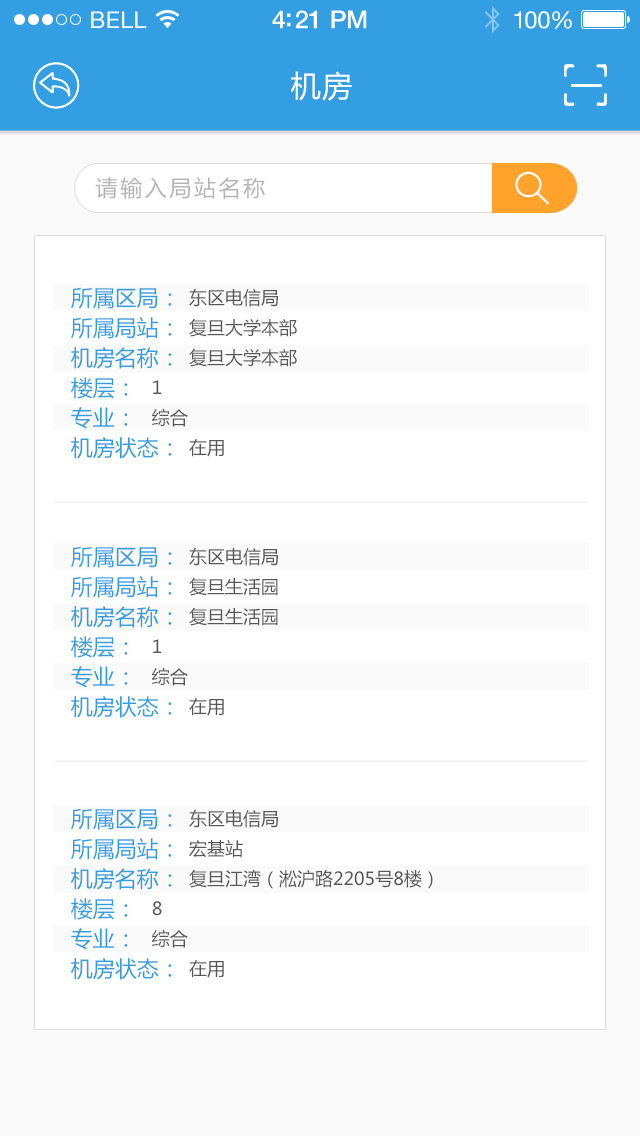 BELL 4:21 PM 100%
机房
请输入局站名称
所属区局： 东区电信局
所属局站： 复旦大学本部
机房名称： 复旦大学本部
楼层： 1
专业： 综合
机房状态： 在用
所属区局： 东区电信局
所属局站： 复旦生活园
机房名称： 复旦生活园
楼层： 1
专业： 综合
机房状态： 在用
所属区局： 东区电信局
所属局站： 宏基站
机房名称： 复旦江湾（淞沪路2205号8楼）
楼层： 8
专业： 综合
机房状态： 在用